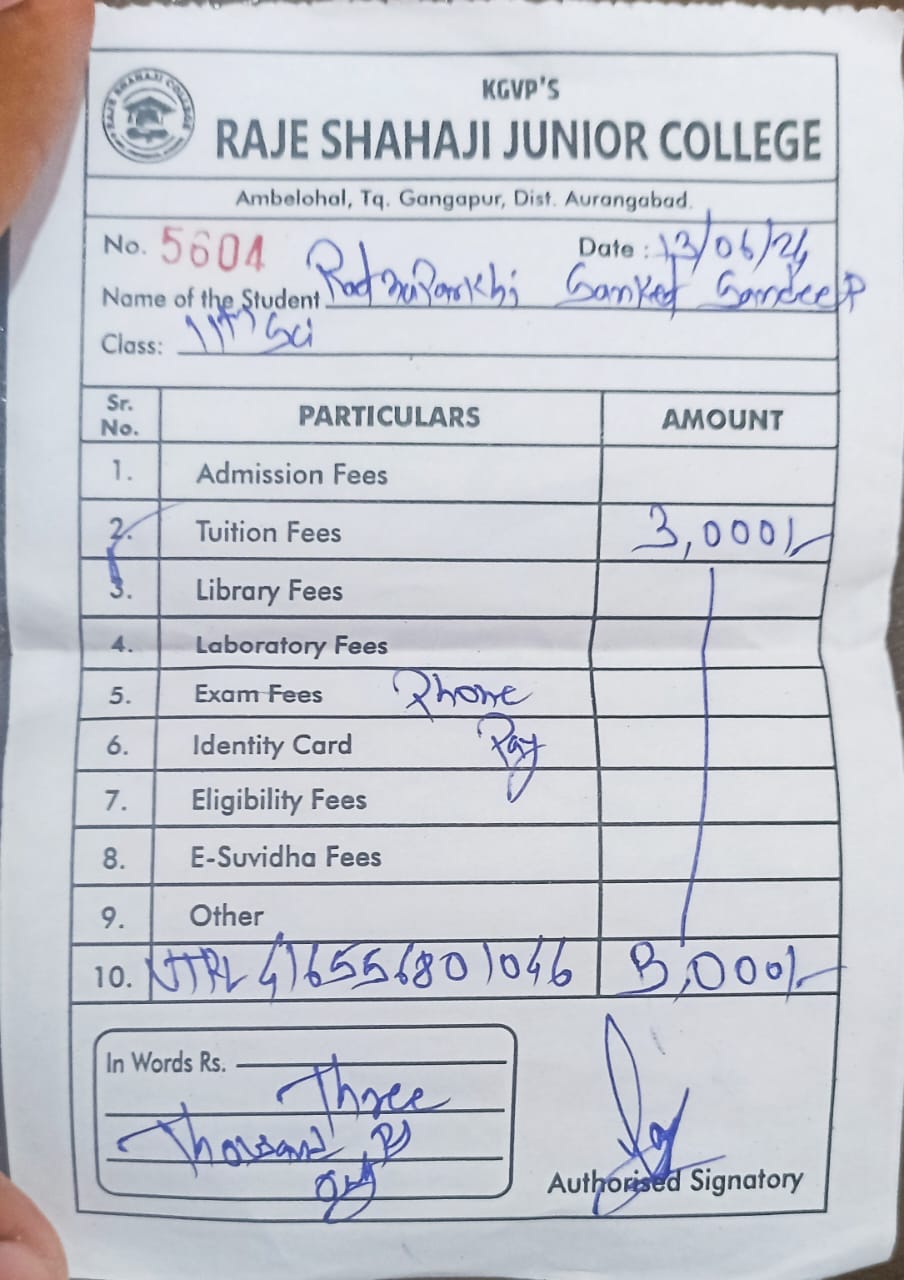 KGVP'S
RAJE SHAHAJI JUNIOR COLLEGE
Ambelohal, Tq. Gangapur, Dist. Aurangabad.
No. 5604 Date : 13/06/24
Name of the Student Sanket Sandeep
Class: 11th Sci
Sr. No. PARTICULARS AMOUNT
1. Admission Fees
2. Tuition Fees 3,000/-
3. Library Fees
4. Laboratory Fees
5. Exam Fees Phone
6. Identity Card Pay
7. Eligibility Fees
8. E-Suvidha Fees
9. Other
10. 416556801046 3,000/-
In Words Rs.
Three
Thousand Rs
only
Authorised Signatory